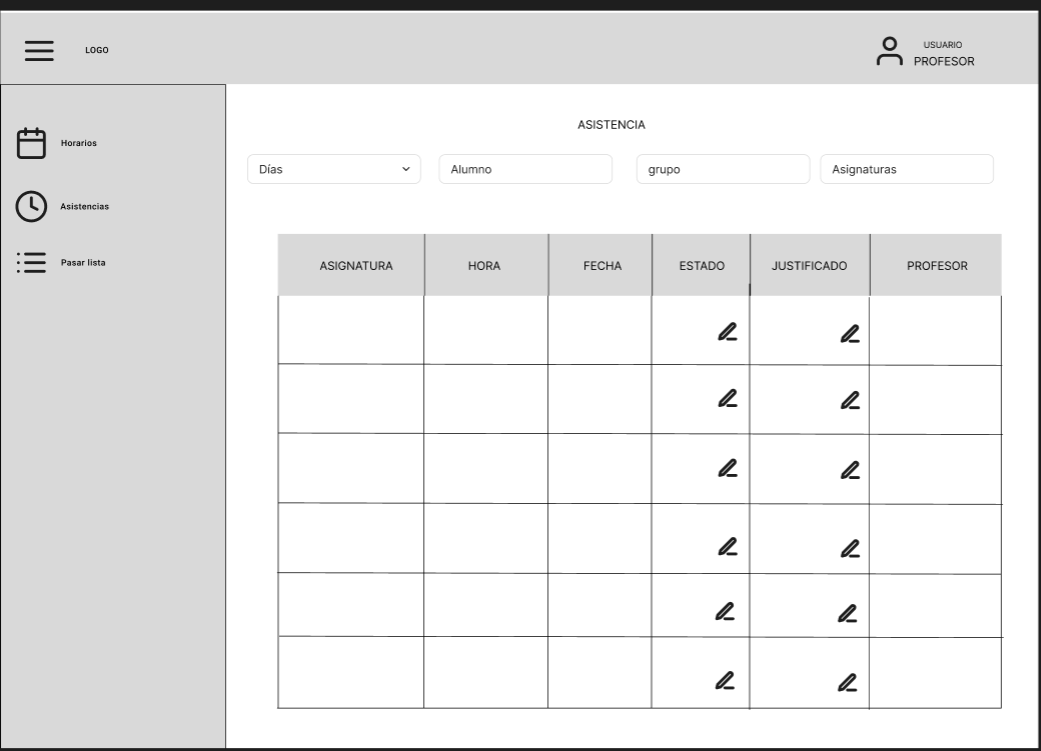 LOGO
USUARIO
PROFESOR
Horarios
Asistencias
Pasar lista
ASISTENCIA
Días
Alumno
grupo
Asignaturas
ASIGNATURA
HORA
FECHA
ESTADO
JUSTIFICADO
PROFESOR